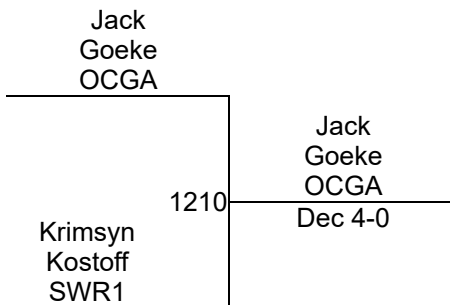 Jack
Goeke
OCGA
Jack
Goeke
OCGA
1210
Dec 4-0
Krimsyn
Kostoff
SWR1